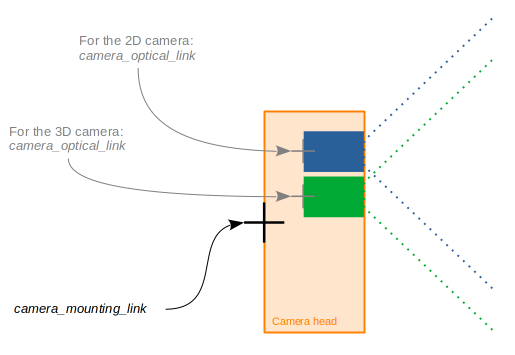 For the 2D camera:
camera_optical_link
For the 3D camera:
camera_optical_link
camera_mounting_link
Camera head